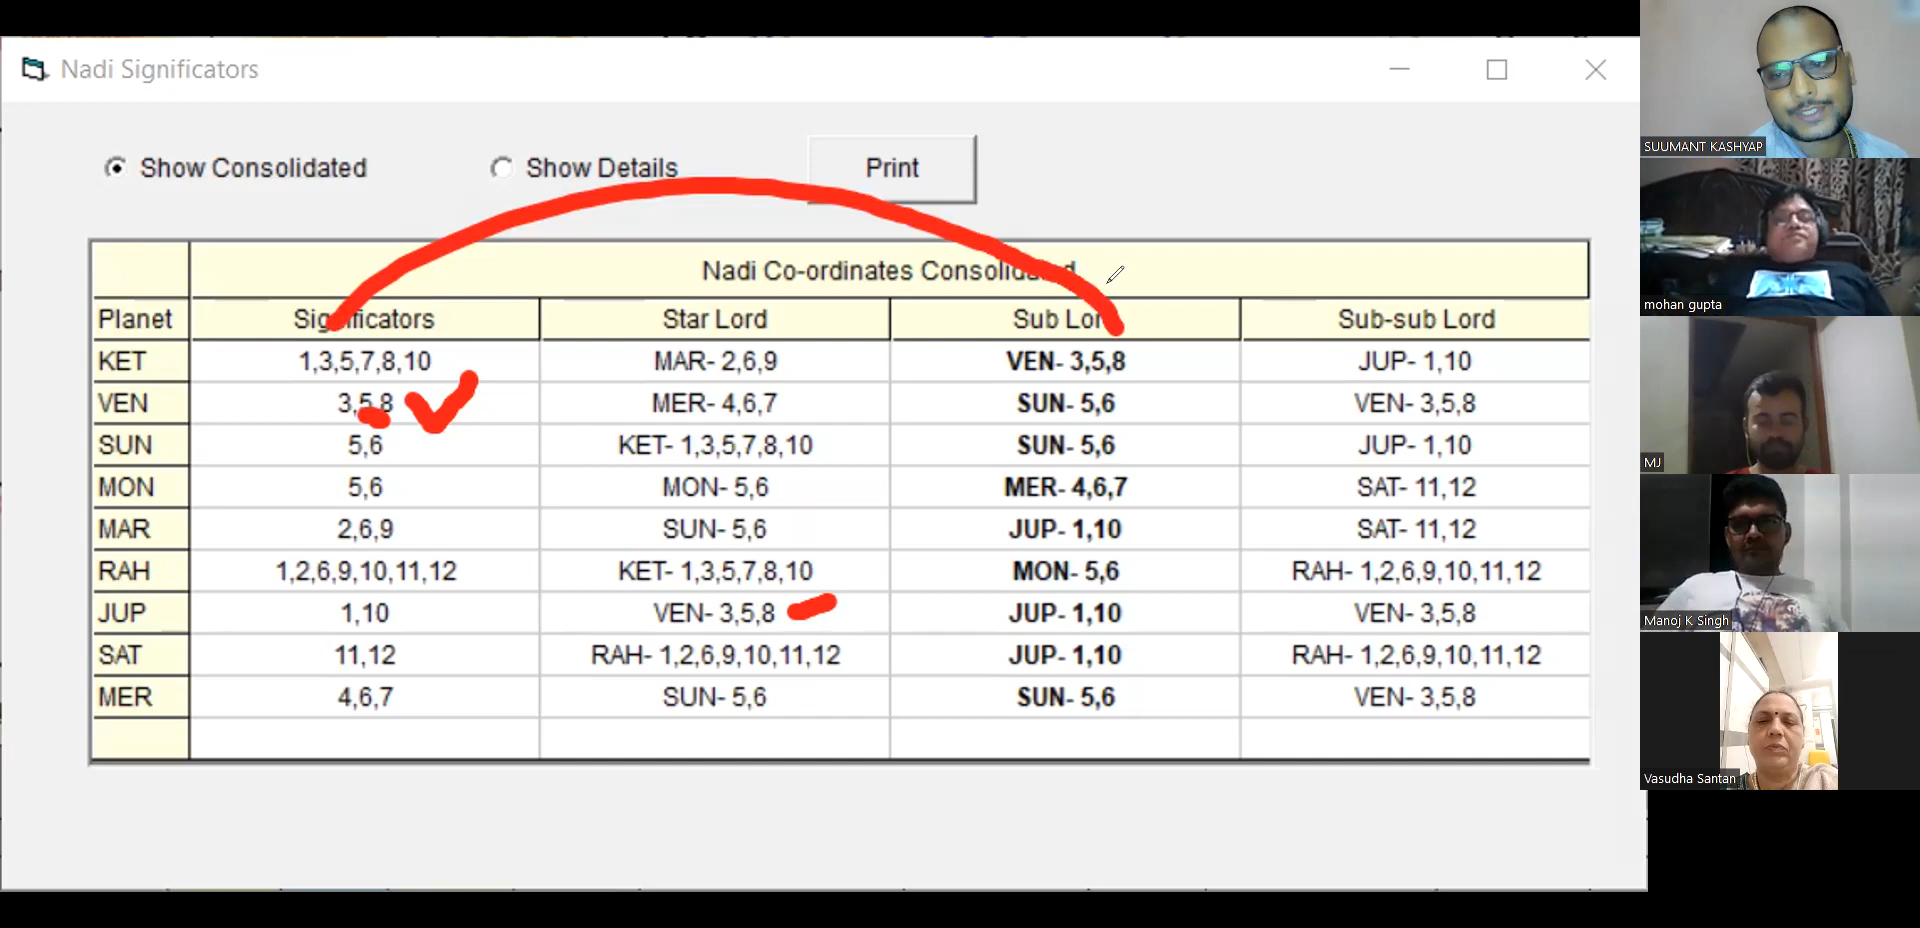 Nadi Significators
Show Consolidated Show Details Print
Nadi Co-ordinates
Planet Star Lord Sub Sub-sub Lord
KET 1,3,5,7,8,10 MAR- 2,6,9 VEN- 3,5,8 JUP- 1,10
VEN 3,5,8 MER- 4,6,7 SUN- 5,6 VEN- 3,5,8
SUN 5,6 KET- 1,3,5,7,8,10 SUN- 5,6 JUP- 1,10
MON 5,6 MON- 5,6 MER- 4,6,7 SAT- 11,12
MAR 2,6,9 SUN- 5,6 JUP- 1,10 SAT- 11,12
RAH 1,2,6,9,10,11,12 KET- 1,3,5,7,8,10 MON- 5,6 RAH- 1,2,6,9,10,11,12
JUP 1,10 VEN- 3,5,8 JUP- 1,10 VEN- 3,5,8
SAT 11,12 RAH- 1,2,6,9,10,11,12 JUP- 1,10 RAH- 1,2,6,9,10,11,12
MER 4,6,7 SUN- 5,6 SUN- 5,6 VEN- 3,5,8
SUUMANT KASHYAP
mohan gupta
MJ
Manoj K Singh
Vasudha Santan